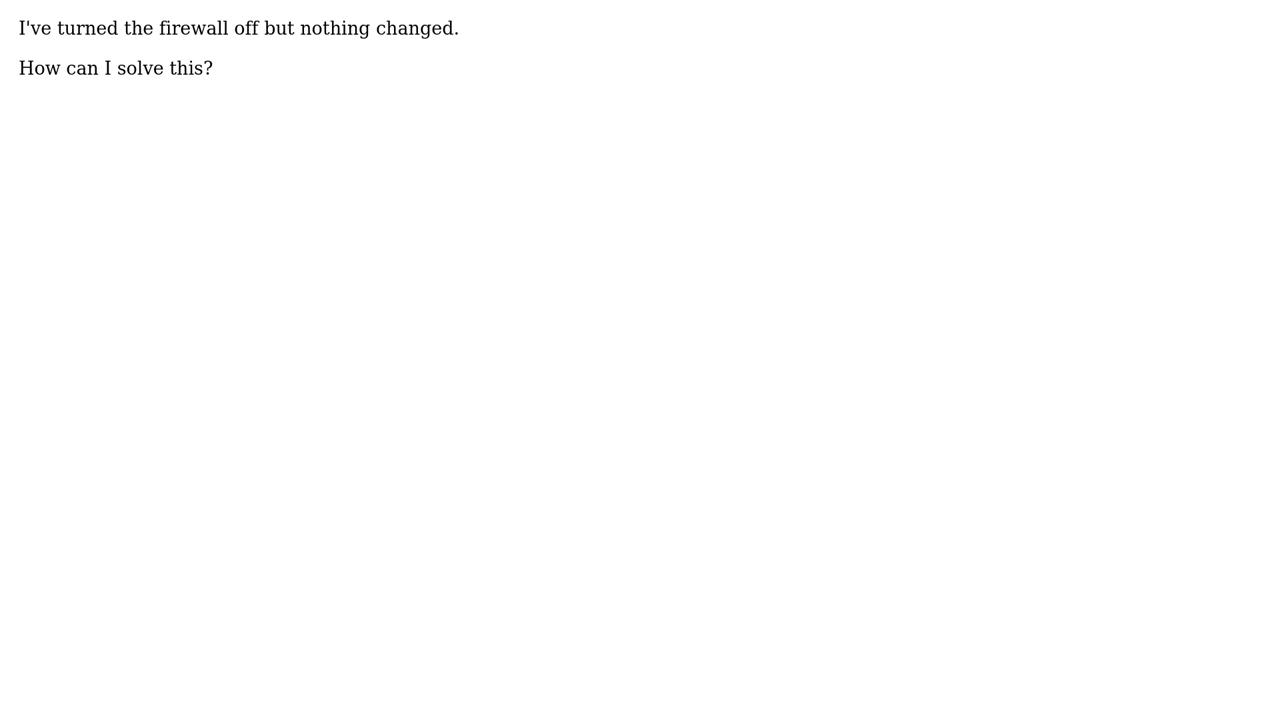 I've turned the firewall off but nothing changed.
How can I solve this?